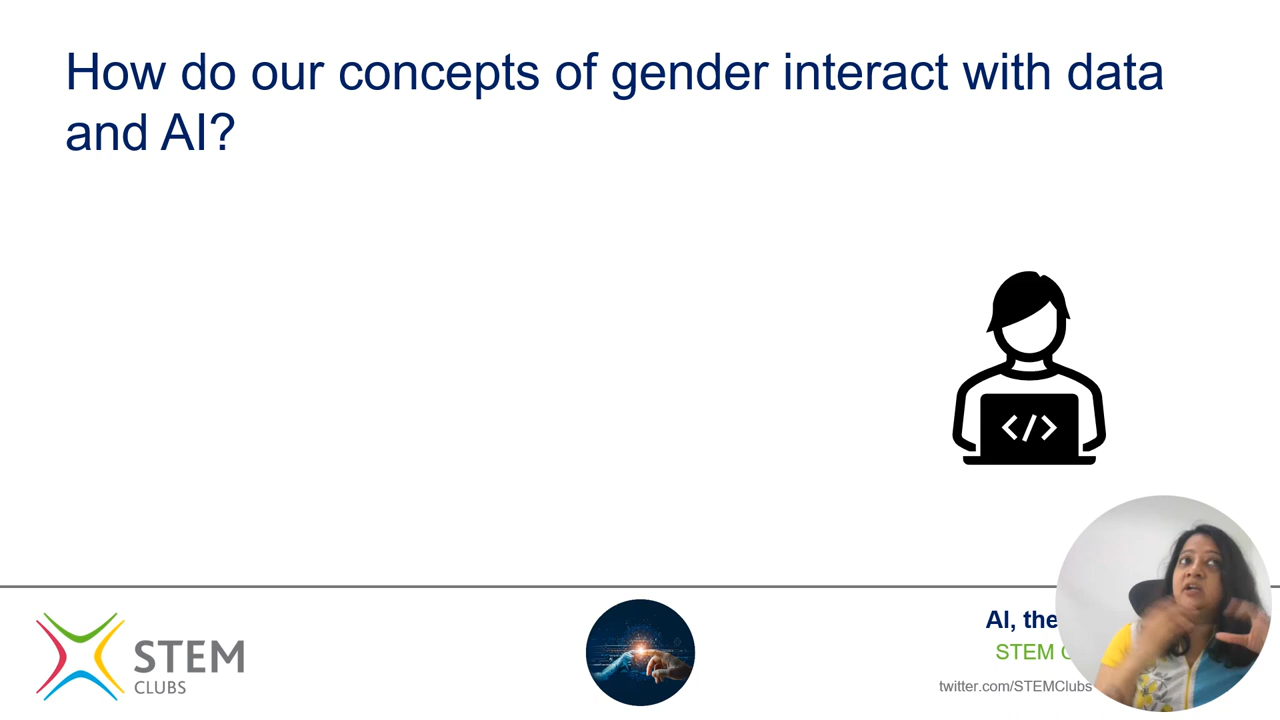 How do our concepts of gender interact with data
and AI?
</>
STEM
CLUBS
AI, the
STEM
twitter.com/STEMClubs